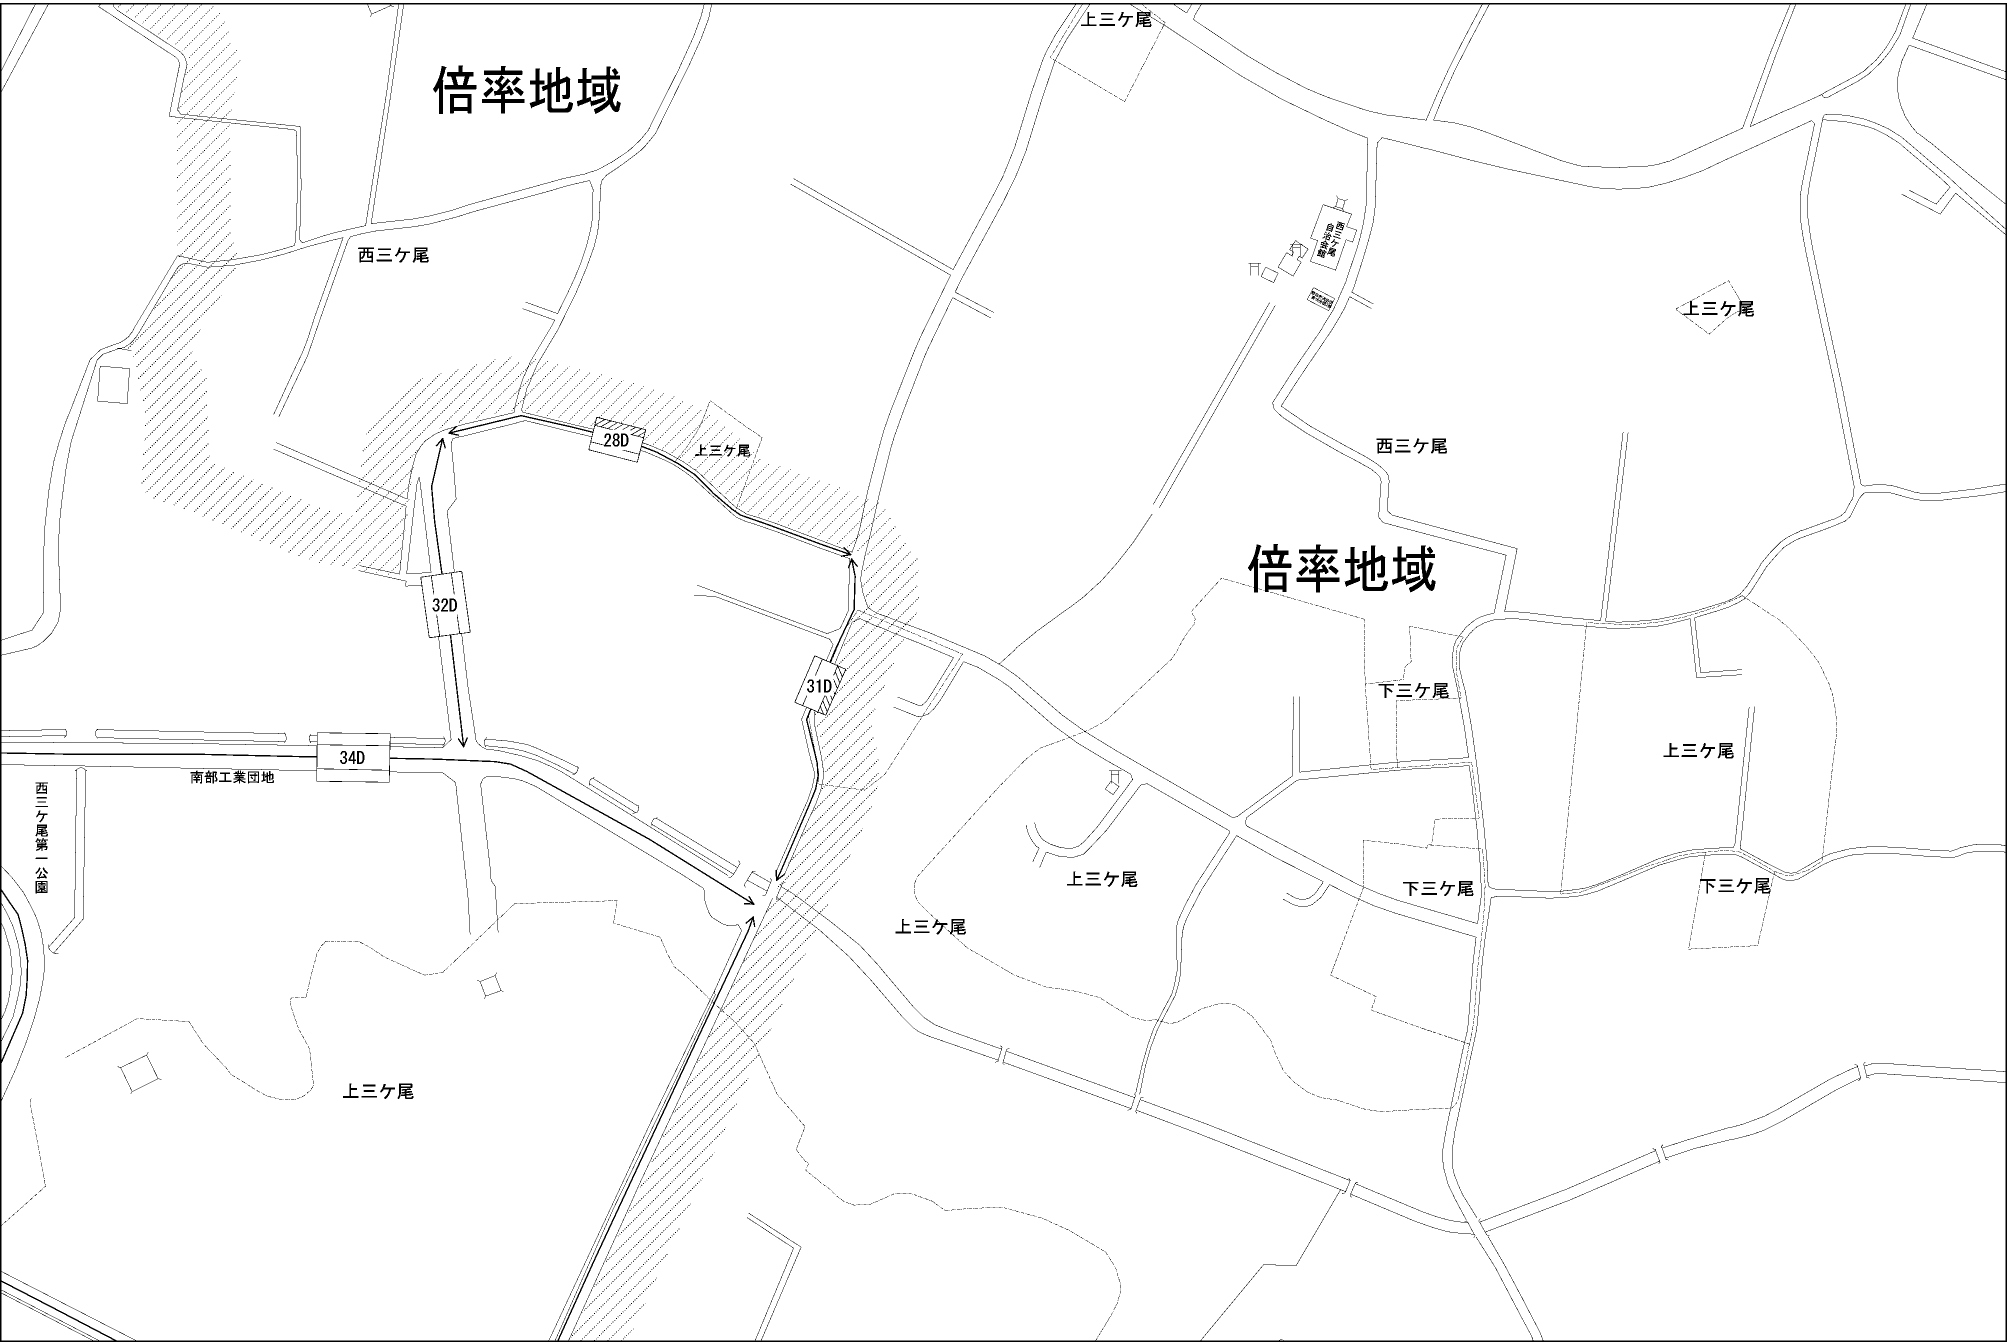 上三ケ尾
倍率地域
西三ケ尾
自治会館
西三ケ尾
上三ケ尾
28D
上三ケ尾
西三ケ尾
倍率地域
32D
31D
下三ケ尾
上三ケ尾
34D
南部工業団地
西三ケ尾第一公園
上三ケ尾
下三ケ尾
下三ケ尾
上三ケ尾
上三ケ尾